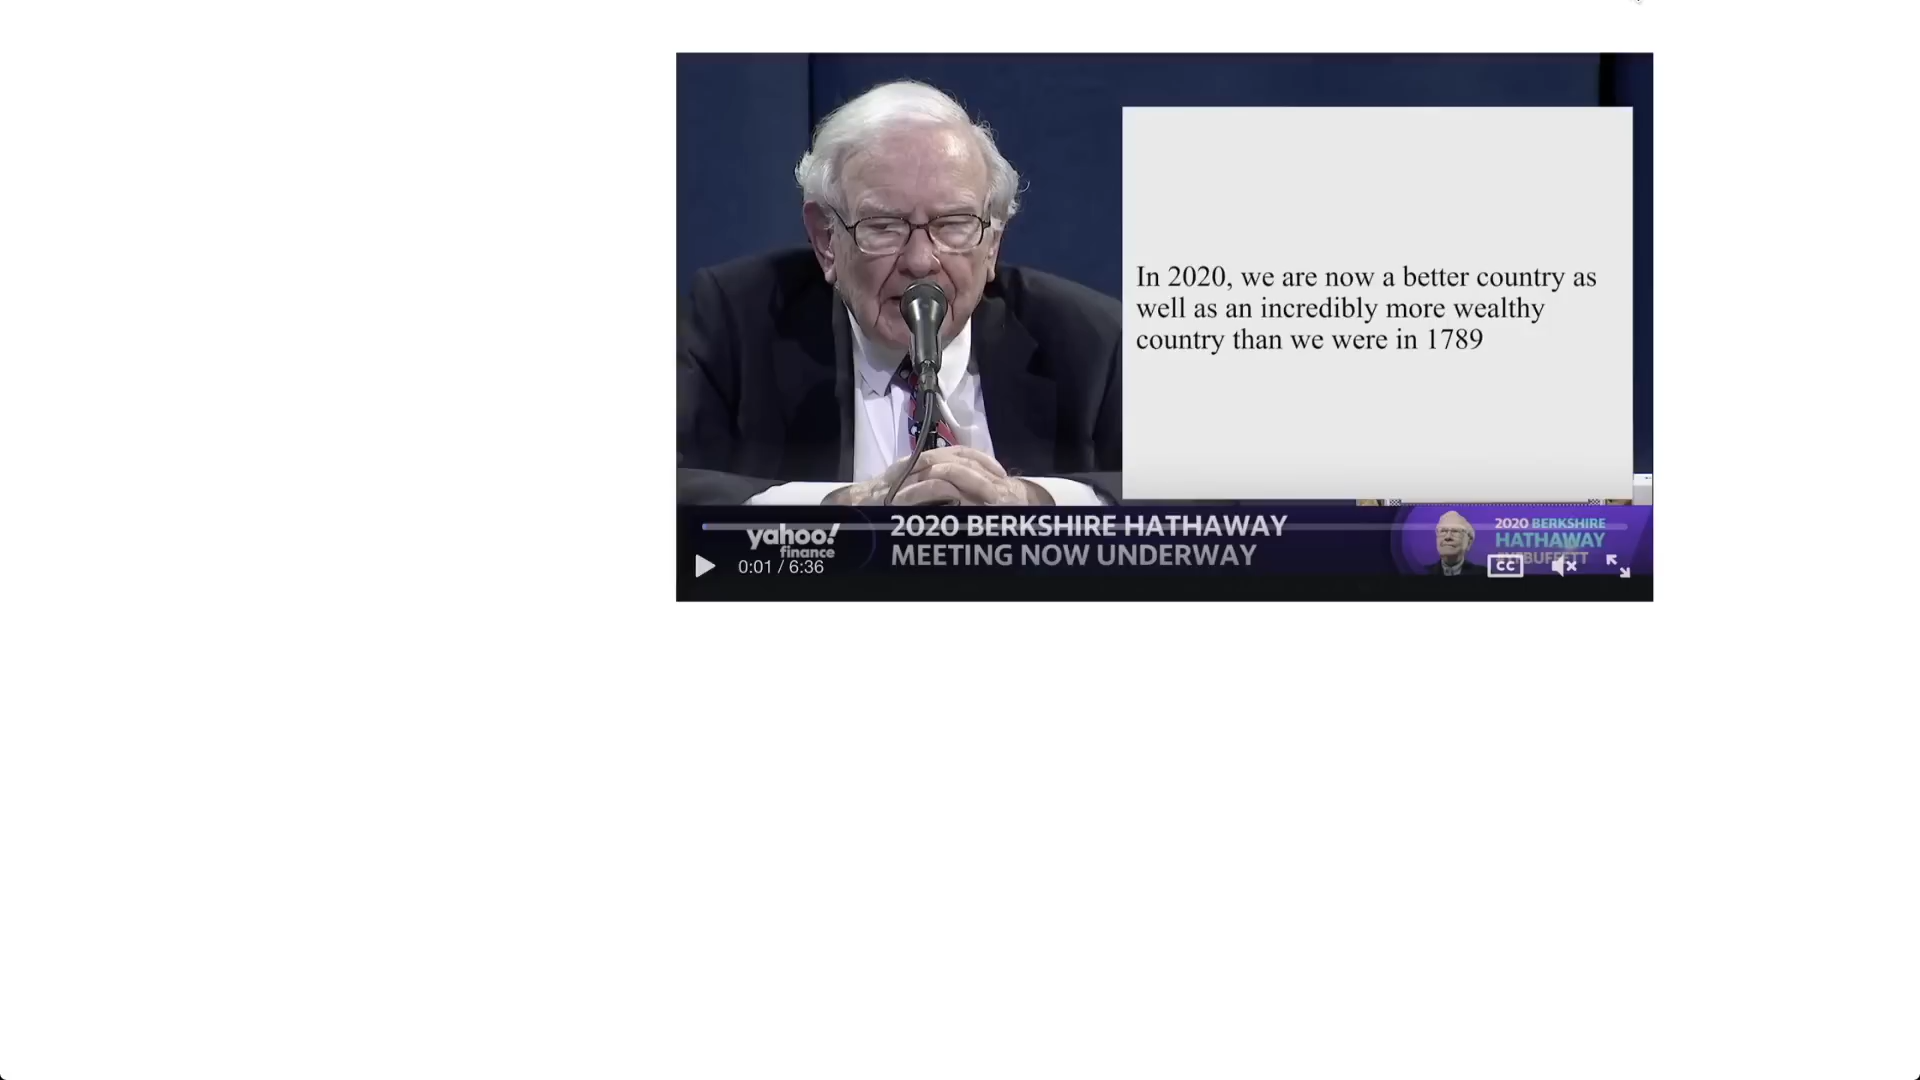 In 2020, we are now a better country as
well as an incredibly more wealthy
country than we were in 1789
yahoo!
finance
2020 BERKSHIRE HATHAWAY
MEETING NOW UNDERWAY
2020 BERKSHIRE
HATHAWAY
BUFFETT
0:01 / 6:36
CC